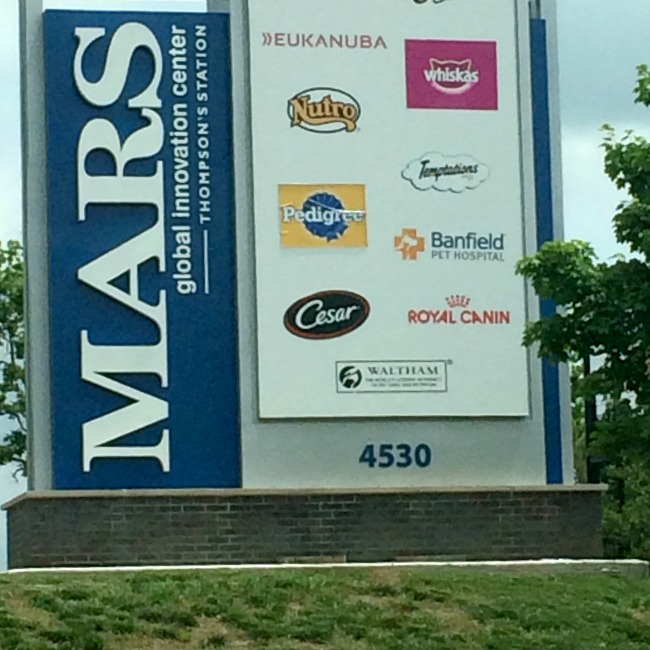 MARS
global innovation center
THOMPSON'S STATION
EUKANUBA
whiskas
Nutro
Temptations
Pedigree
Banfield
PET HOSPITAL
Cesar
ROYAL CANIN
WALTHAM
4530